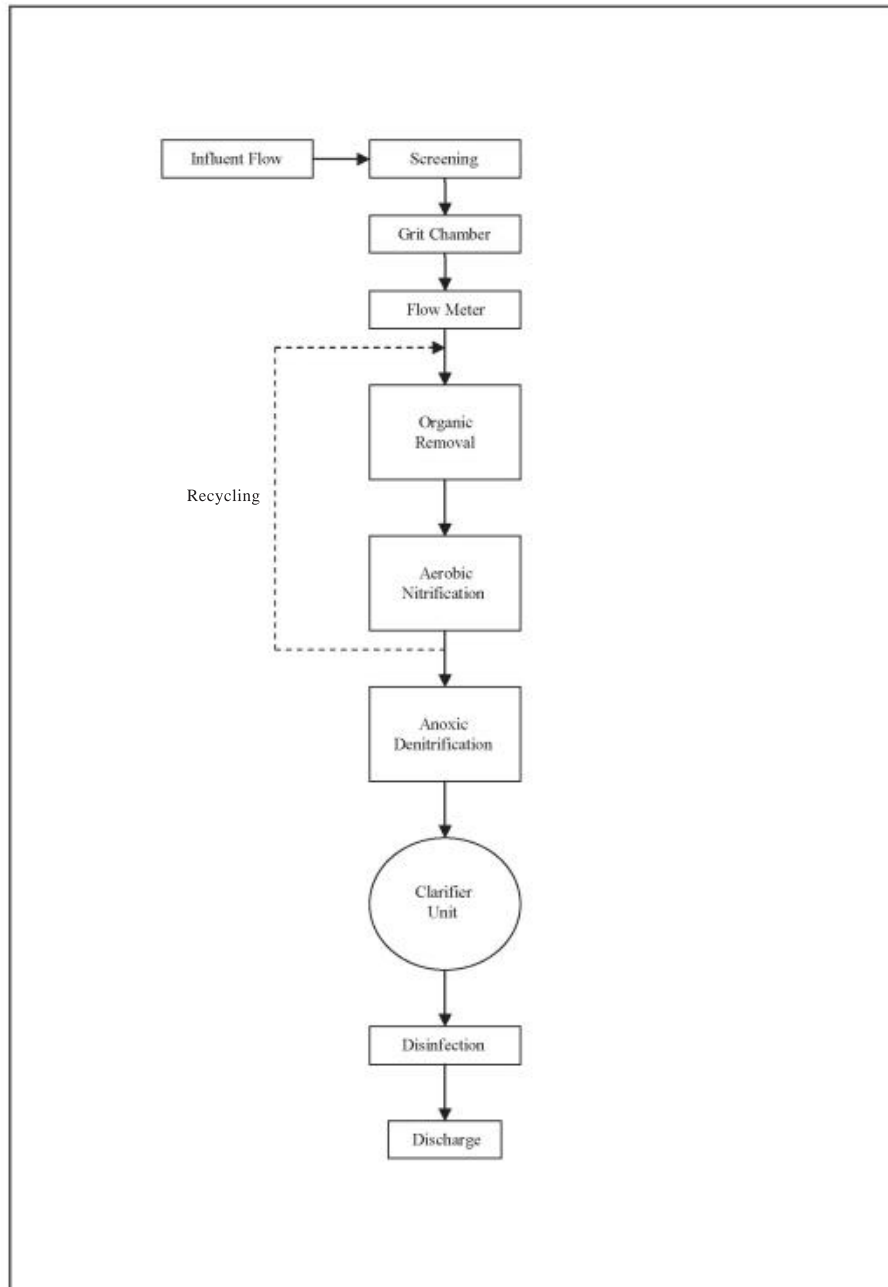 Influent Flow
Screening
Grit Chamber
Flow Meter
Organic
Removal
Recycling
Aerobic
Nitrification
Anoxic
Denitrification
Clarifier
Unit
Disinfection
Discharge